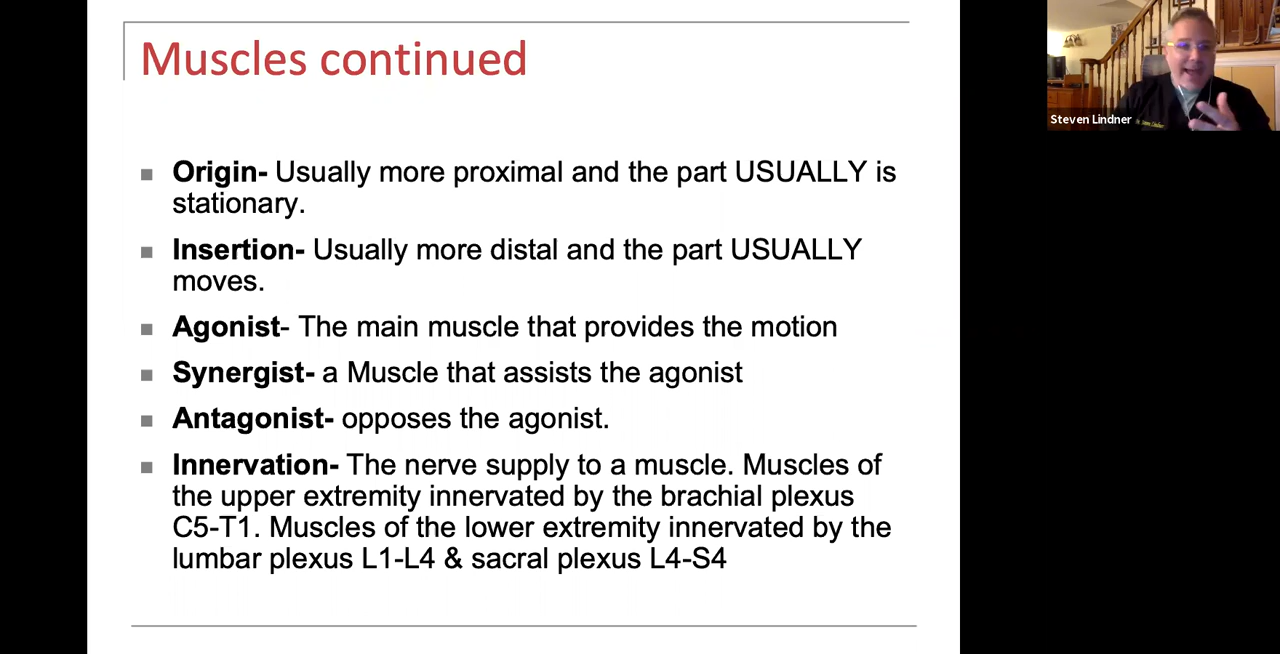 Muscles continued
Steven Lindner
Origin- Usually more proximal and the part USUALLY is
stationary.
Insertion- Usually more distal and the part USUALLY
moves.
Agonist- The main muscle that provides the motion
Synergist- a Muscle that assists the agonist
Antagonist- opposes the agonist.
Innervation- The nerve supply to a muscle. Muscles of
the upper extremity innervated by the brachial plexus
C5-T1. Muscles of the lower extremity innervated by the
lumbar plexus L1-L4 & sacral plexus L4-S4